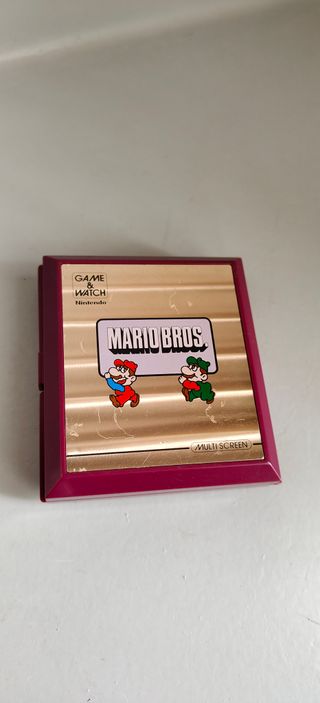 GAME
&
WATCH
Nintendo
MARIO BROS.
MULTI SCREEN